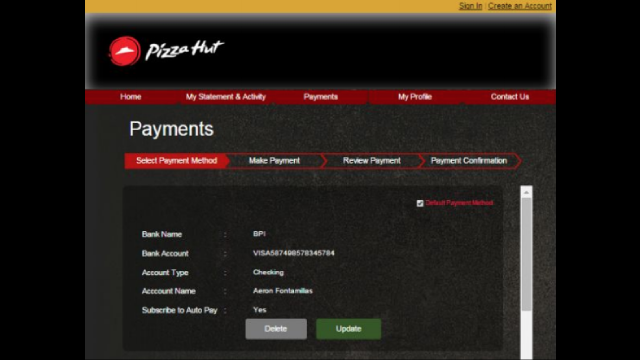 Sign In | Create an Account
Pizza Hut
Home My Statement & Activity Payments My Profile Contact Us
Payments
Select Payment Method Make Payment Review Payment Payment Confirmation
Default Payment Method
Bank Name : BPI
Bank Account : VISA587498578345784
Account Type : Checking
Acccount Name : Aeron Fontamillas
Subscribe to Auto Pay : Yes
Delete Update